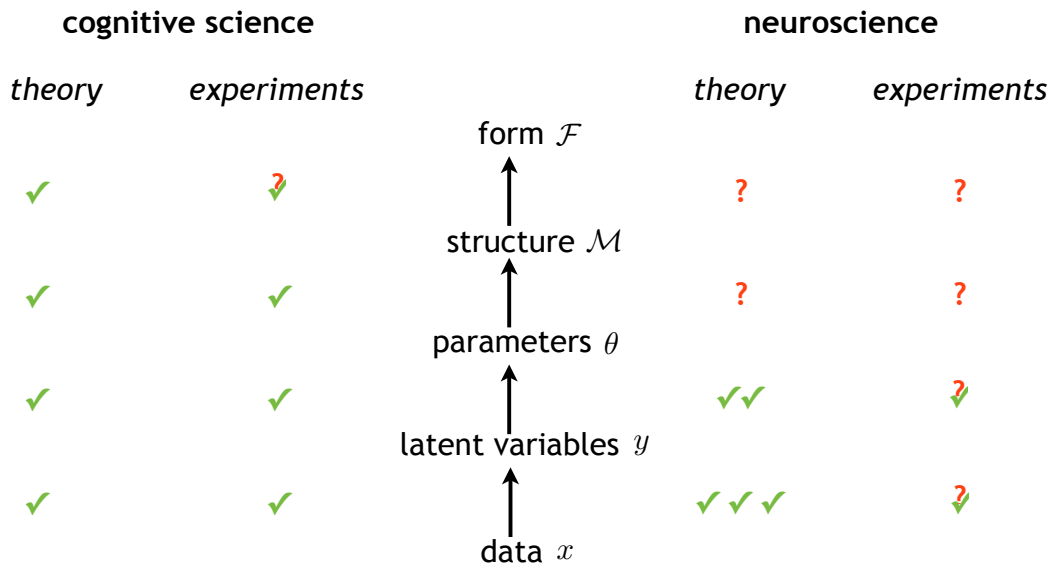 cognitive science neuroscience
theory experiments theory experiments
form ℱ
✓ ?✓ ? ?
structure ℳ
✓ ✓ ? ?
parameters θ
✓ ✓ ✓✓ ?✓
latent variables y
✓ ✓ ✓✓✓ ?✓
data x